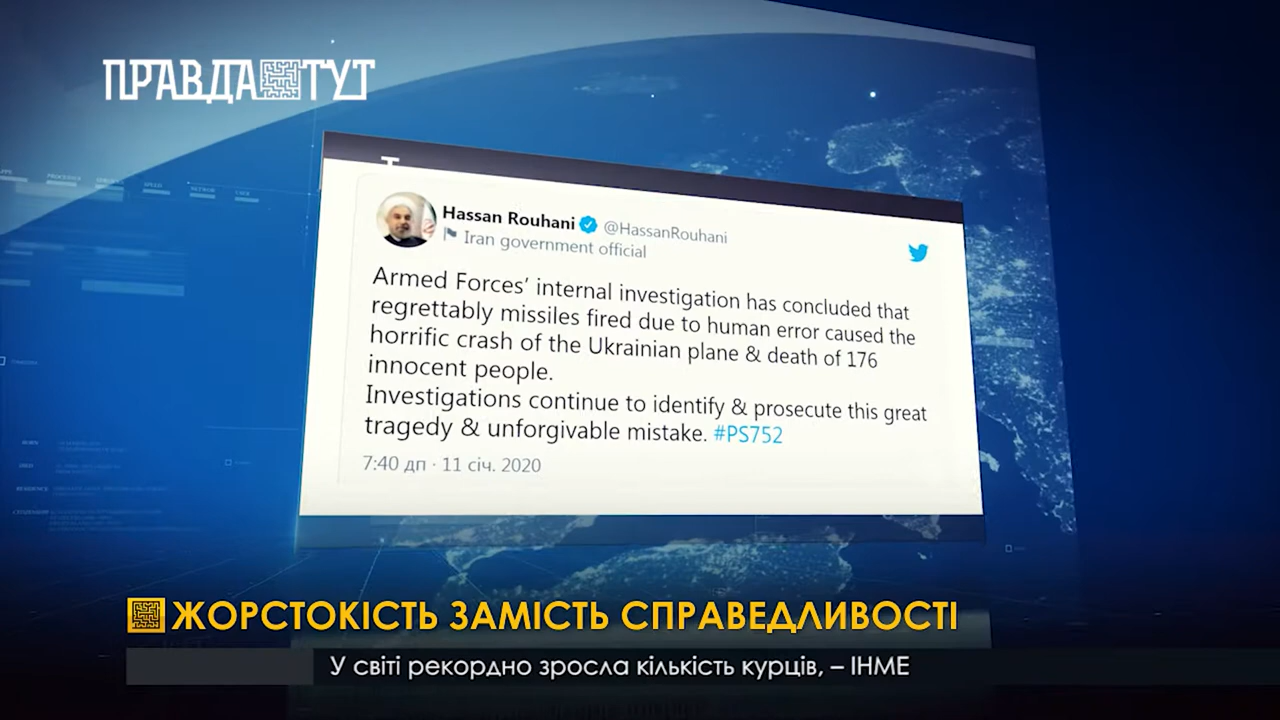 ПРАВДА ТУТ
Hassan Rouhani @HassanRouhani
Iran government official
Armed Forces’ internal investigation has concluded that
regrettably missiles fired due to human error caused the
horrific crash of the Ukrainian plane & death of 176
innocent people.
Investigations continue to identify & prosecute this great
tragedy & unforgivable mistake. #PS752
7:40 дп · 11 січ. 2020
ЖОРСТОКІСТЬ ЗАМІСТЬ СПРАВЕДЛИВОСТІ
У світі рекордно зросла кількість курців, – ІНМЕ